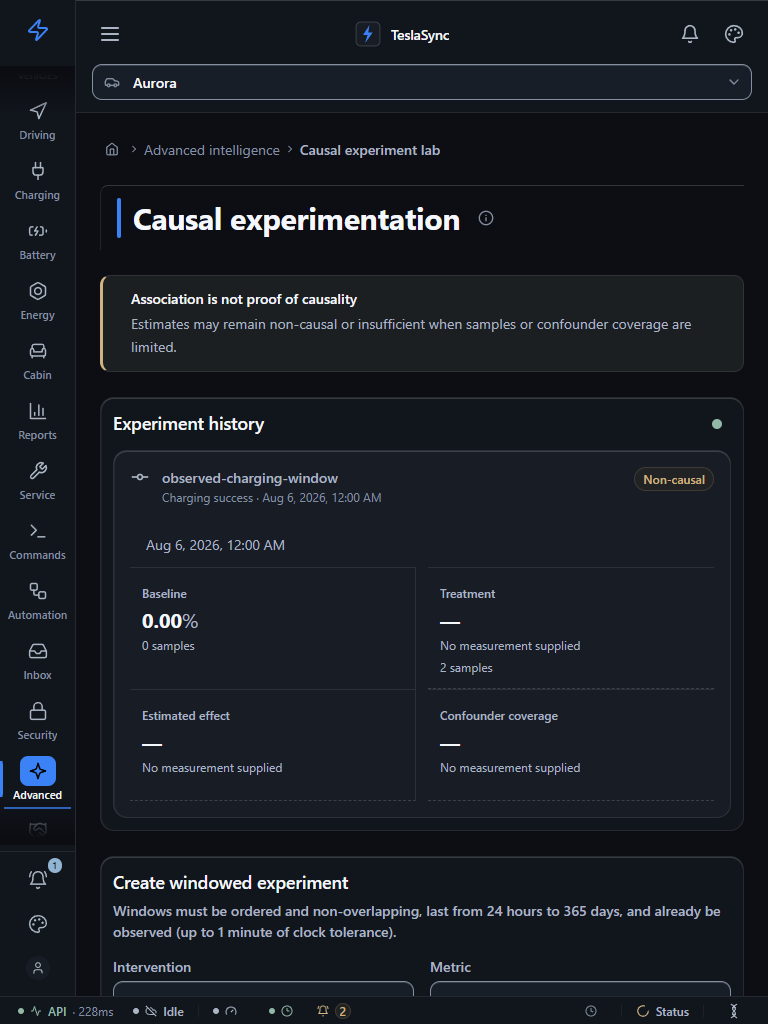 TeslaSync
Aurora
Driving
Charging
Battery
Energy
Cabin
Reports
Service
Commands
Automation
Inbox
Security
Advanced
1
Advanced intelligence
Causal experiment lab
Causal experimentation
Association is not proof of causality
Estimates may remain non-causal or insufficient when samples or confounder coverage are
limited.
Experiment history
observed-charging-window
Non-causal
Charging success · Aug 6, 2026, 12:00 AM
Aug 6, 2026, 12:00 AM
Baseline
0.00%
0 samples
Treatment
—
No measurement supplied
2 samples
Estimated effect
—
No measurement supplied
Confounder coverage
—
No measurement supplied
Create windowed experiment
Windows must be ordered and non-overlapping, last from 24 hours to 365 days, and already be
observed (up to 1 minute of clock tolerance).
Intervention
Metric
API · 228ms
Idle
2
Status